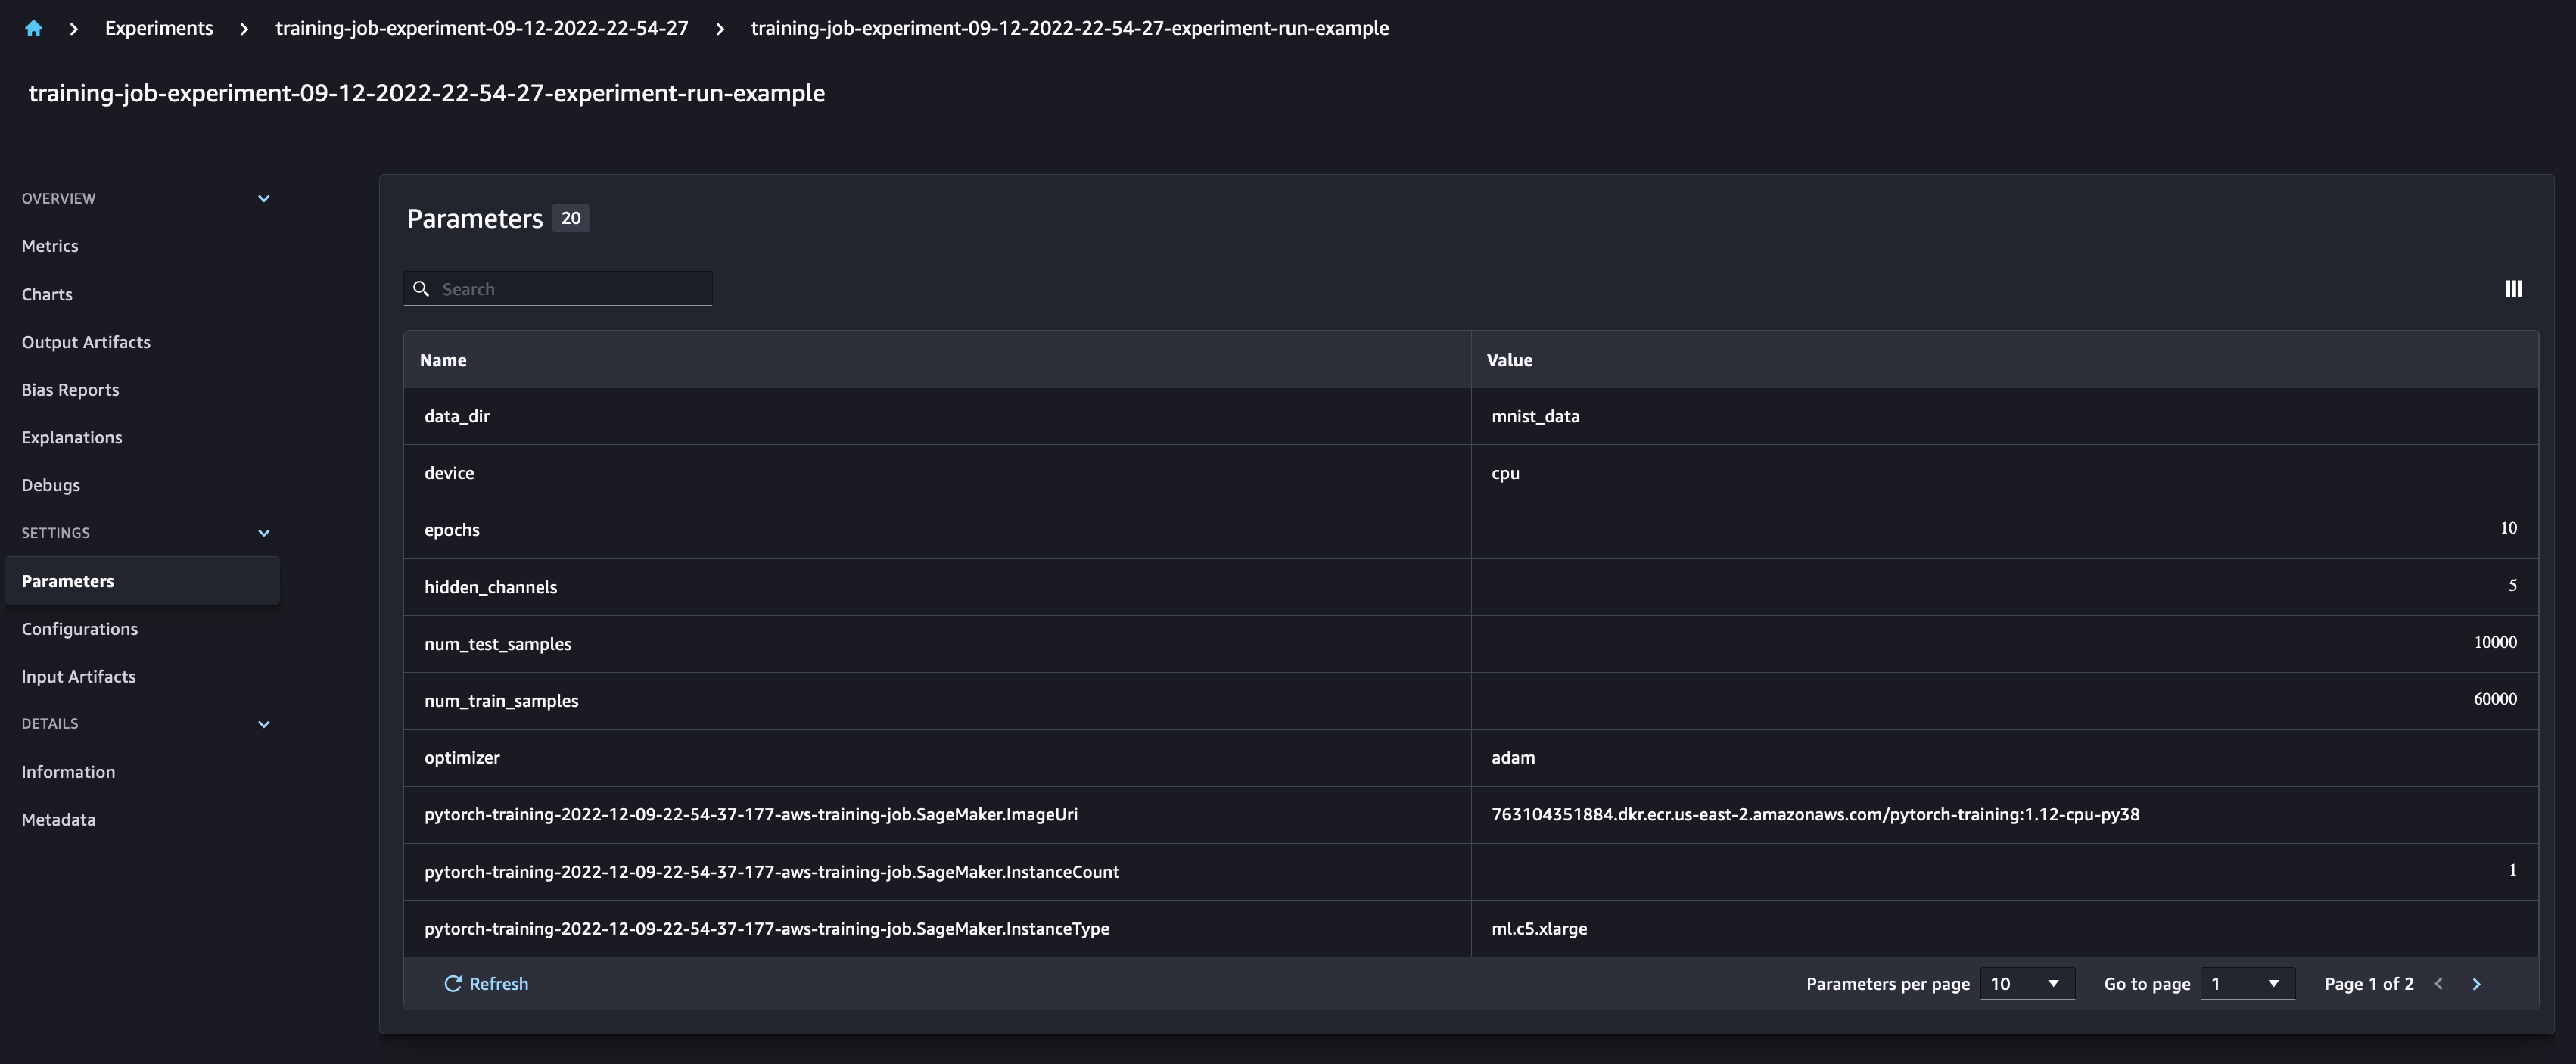 Experiments > training-job-experiment-09-12-2022-22-54-27 > training-job-experiment-09-12-2022-22-54-27-experiment-run-example
training-job-experiment-09-12-2022-22-54-27-experiment-run-example
OVERVIEW
Metrics
Charts
Output Artifacts
Bias Reports
Explanations
Debugs
SETTINGS
Parameters
Configurations
Input Artifacts
DETAILS
Information
Metadata
Parameters 20
Search
Name Value
data_dir mnist_data
device cpu
epochs 10
hidden_channels 5
num_test_samples 10000
num_train_samples 60000
optimizer adam
pytorch-training-2022-12-09-22-54-37-177-aws-training-job.SageMaker.ImageUri 763104351884.dkr.ecr.us-east-2.amazonaws.com/pytorch-training:1.12-cpu-py38
pytorch-training-2022-12-09-22-54-37-177-aws-training-job.SageMaker.InstanceCount 1
pytorch-training-2022-12-09-22-54-37-177-aws-training-job.SageMaker.InstanceType ml.c5.xlarge
Refresh Parameters per page 10 Go to page 1 Page 1 of 2